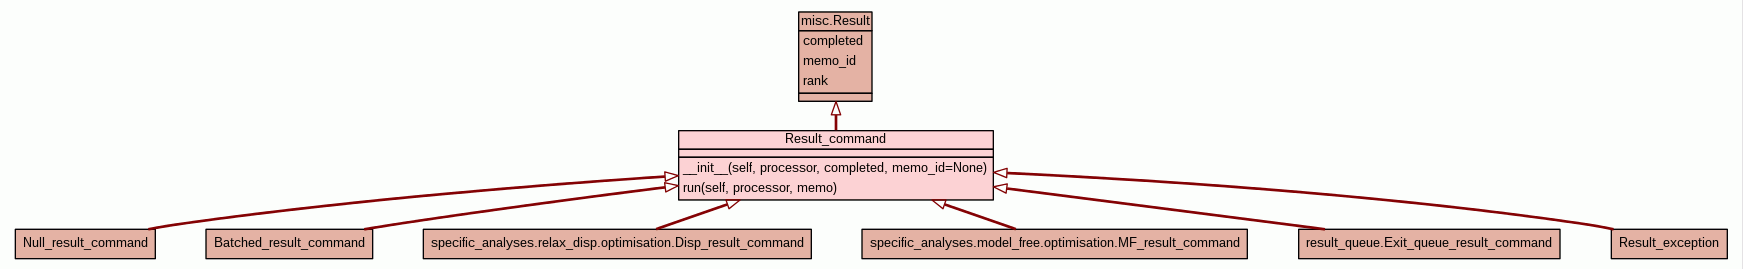 misc.Result
completed
memo_id
rank
Result_command
__init__(self, processor, completed, memo_id=None)
run(self, processor, memo)
Null_result_command
Batched_result_command
specific_analyses.relax_disp.optimisation.Disp_result_command
specific_analyses.model_free.optimisation.MF_result_command
result_queue.Exit_queue_result_command
Result_exception